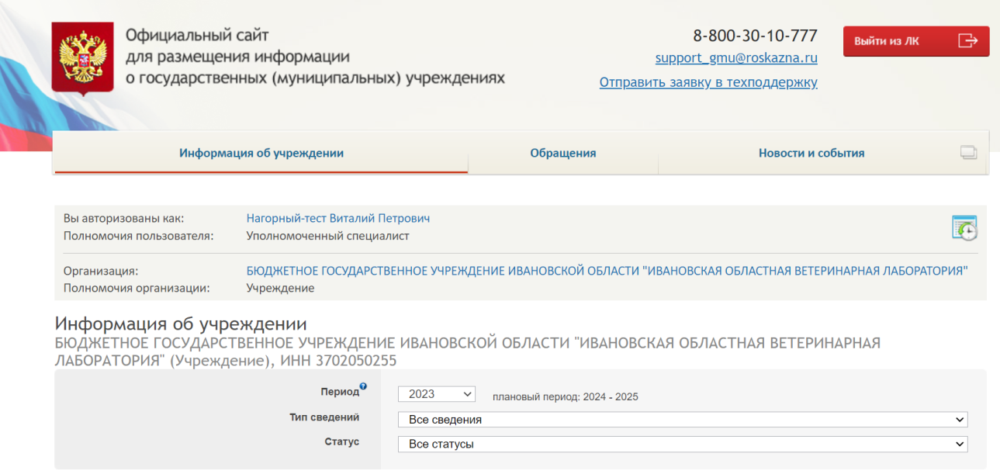 Официальный сайт
для размещения информации
о государственных (муниципальных) учреждениях
8-800-30-10-777
support_gmu@roskazna.ru
Отправить заявку в техподдержку
Выйти из ЛК
Информация об учреждении
Обращения
Новости и события
Вы авторизованы как: Нагорный-тест Виталий Петрович
Полномочия пользователя: Уполномоченный специалист
Организация: БЮДЖЕТНОЕ ГОСУДАРСТВЕННОЕ УЧРЕЖДЕНИЕ ИВАНОВСКОЙ ОБЛАСТИ "ИВАНОВСКАЯ ОБЛАСТНАЯ ВЕТЕРИНАРНАЯ ЛАБОРАТОРИЯ"
Полномочия организации: Учреждение
Информация об учреждении
БЮДЖЕТНОЕ ГОСУДАРСТВЕННОЕ УЧРЕЖДЕНИЕ ИВАНОВСКОЙ ОБЛАСТИ "ИВАНОВСКАЯ ОБЛАСТНАЯ ВЕТЕРИНАРНАЯ
ЛАБОРАТОРИЯ" (Учреждение), ИНН 3702050255
Период 2023 плановый период: 2024 - 2025
Тип сведений Все сведения
Статус Все статусы